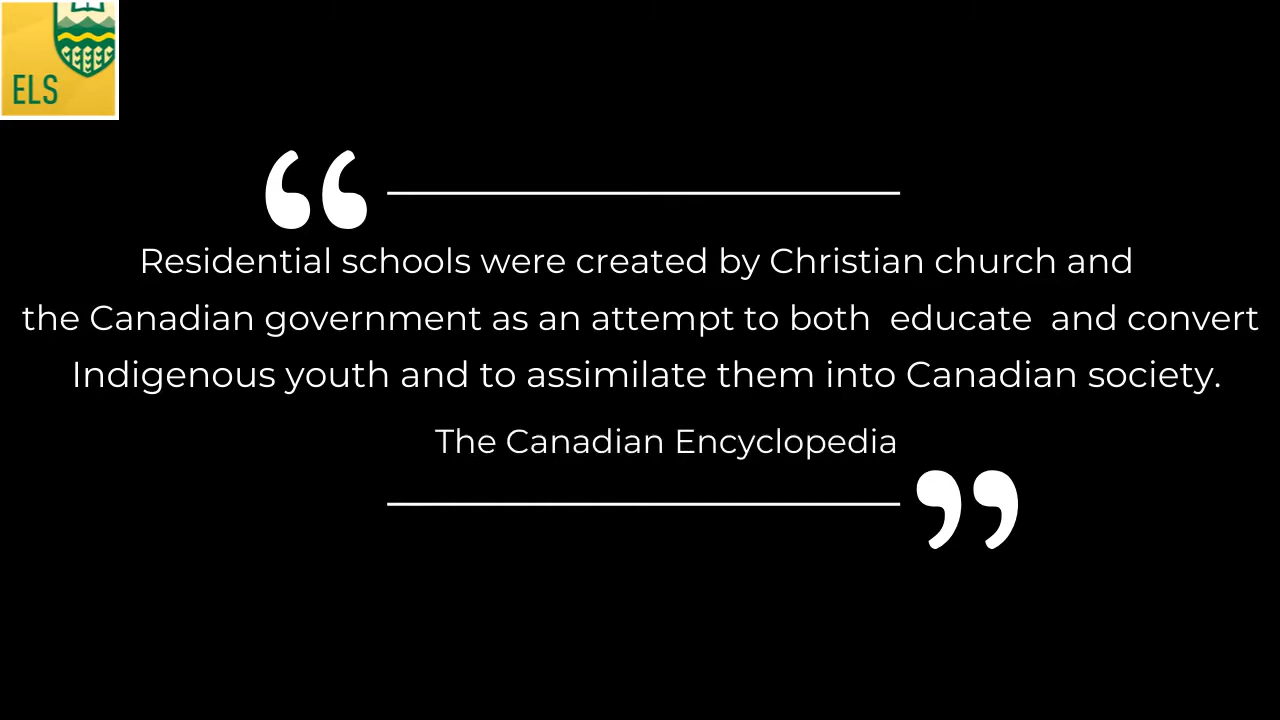 ELS
“
Residential schools were created by Christian church and
the Canadian government as an attempt to both  educate  and convert
Indigenous youth and to assimilate them into Canadian society.
The Canadian Encyclopedia
”